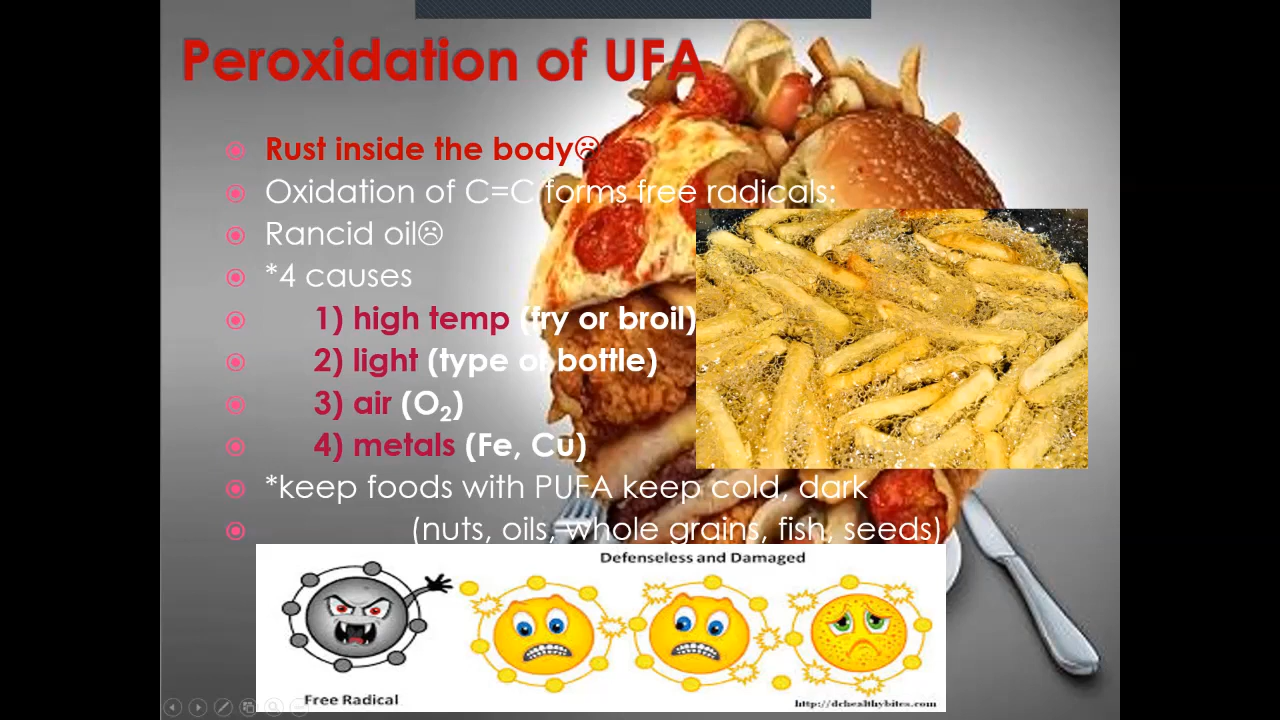 Peroxidation of UFA
Rust inside the body☹
Oxidation of C=C forms free radicals:
Rancid oil☹
*4 causes
1) high temp (fry or broil)
2) light (type of bottle)
3) air (O₂)
4) metals (Fe, Cu)
*keep foods with PUFA keep cold, dark
(nuts, oils, whole grains, fish, seeds)
Defenseless and Damaged
Free Radical
http://dchealthybites.com